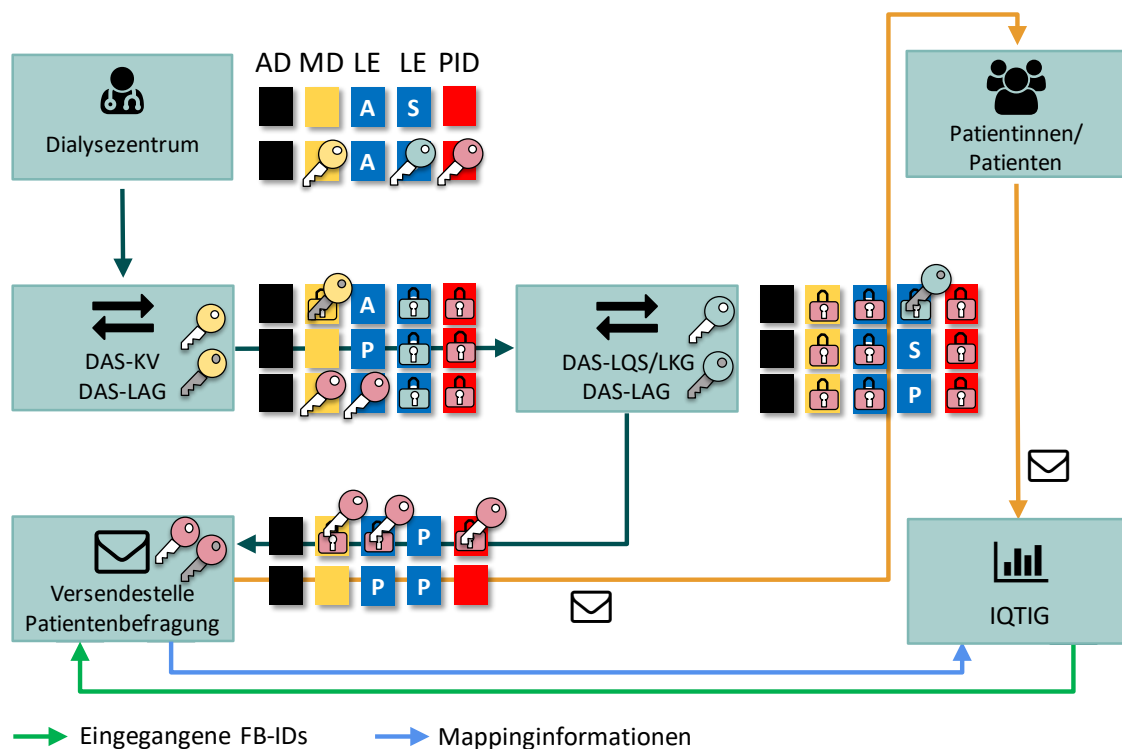 AD MD LE LE PID
A S
Dialysezentrum
A
Patientinnen/
Patienten
A
DAS-KV
DAS-LAG
P
DAS-LQS/LKG
DAS-LAG
S
P
P
Versendestelle
Patientenbefragung
P P
IQTIG
Eingegangene FB-IDs
Mappinginformationen